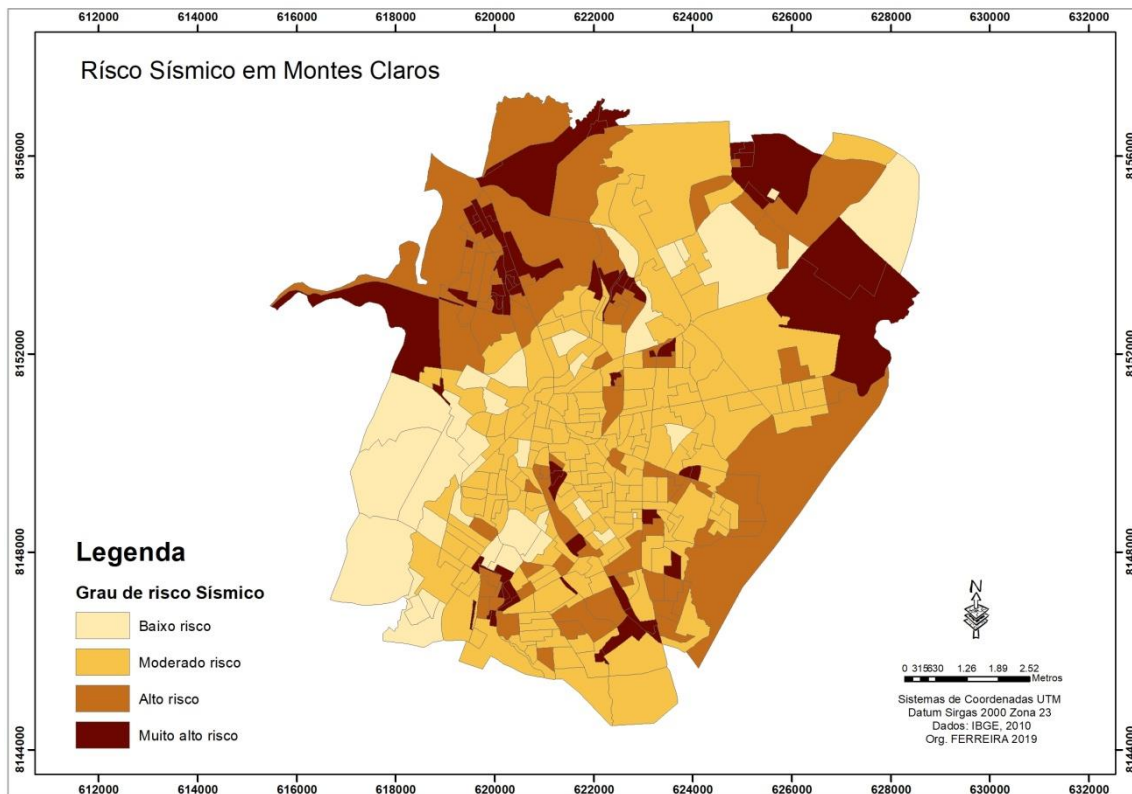 612000 614000 616000 618000 620000 622000 624000 626000 628000 630000 632000
Rísco Sísmico em Montes Claros
8156000 8156000
8152000 8152000
8148000 8148000
8144000 8144000
Legenda
Grau de risco Sísmico
Baixo risco
Moderado risco
Alto risco
Muito alto risco
N
0 315630 1.26 1.89 2.52
Metros
Sistemas de Coordenadas UTM
Datum Sirgas 2000 Zona 23
Dados: IBGE, 2010
Org. FERREIRA 2019
612000 614000 616000 618000 620000 622000 624000 626000 628000 630000 632000